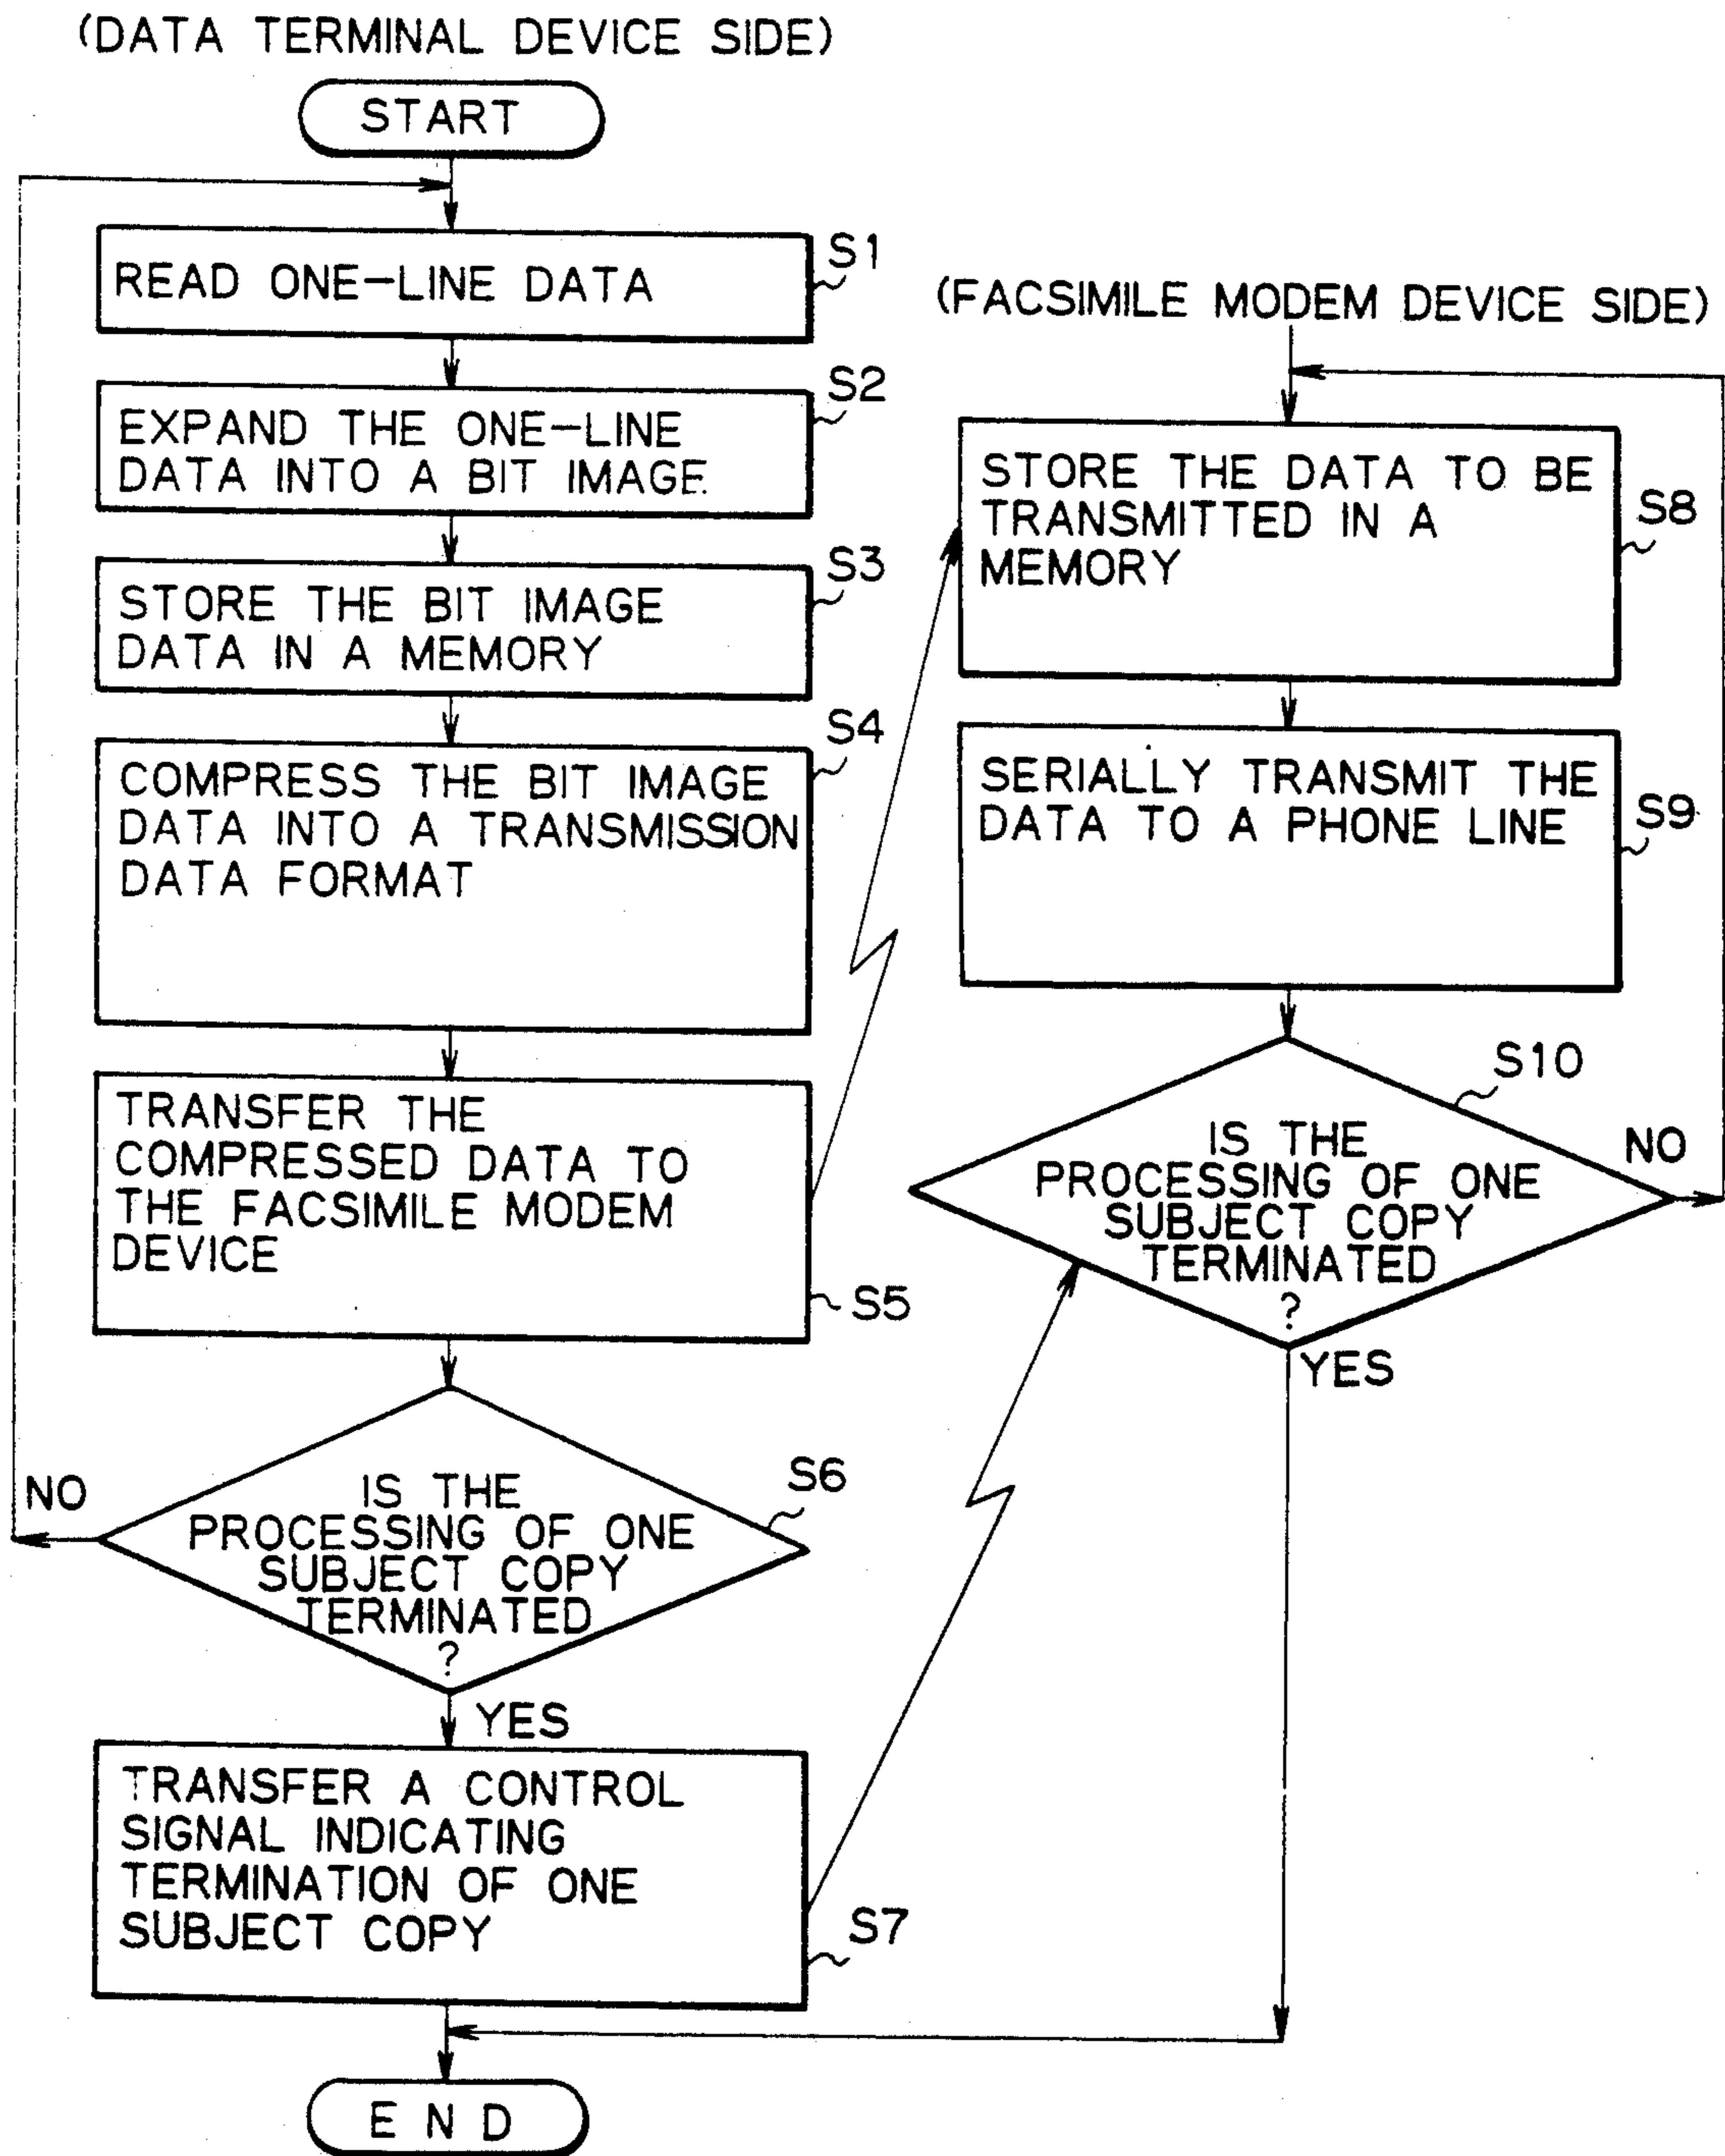 (DATA TERMINAL DEVICE SIDE)
START
S1
READ ONE-LINE DATA
S2
EXPAND THE ONE-LINE
DATA INTO A BIT IMAGE
S3
STORE THE BIT IMAGE
DATA IN A MEMORY
S4
COMPRESS THE BIT IMAGE
DATA INTO A TRANSMISSION
DATA FORMAT
TRANSFER THE
COMPRESSED DATA TO
THE FACSIMILE MODEM
DEVICE
S5
S6
NO
IS THE
PROCESSING OF ONE
SUBJECT COPY
TERMINATED
?
YES
TRANSFER A CONTROL
SIGNAL INDICATING
TERMINATION OF ONE
SUBJECT COPY
S7
END
(FACSIMILE MODEM DEVICE SIDE)
STORE THE DATA TO BE
TRANSMITTED IN A
MEMORY
S8
SERIALLY TRANSMIT THE
DATA TO A PHONE LINE
S9
S10
IS THE
PROCESSING OF ONE
SUBJECT COPY
TERMINATED
?
NO
YES